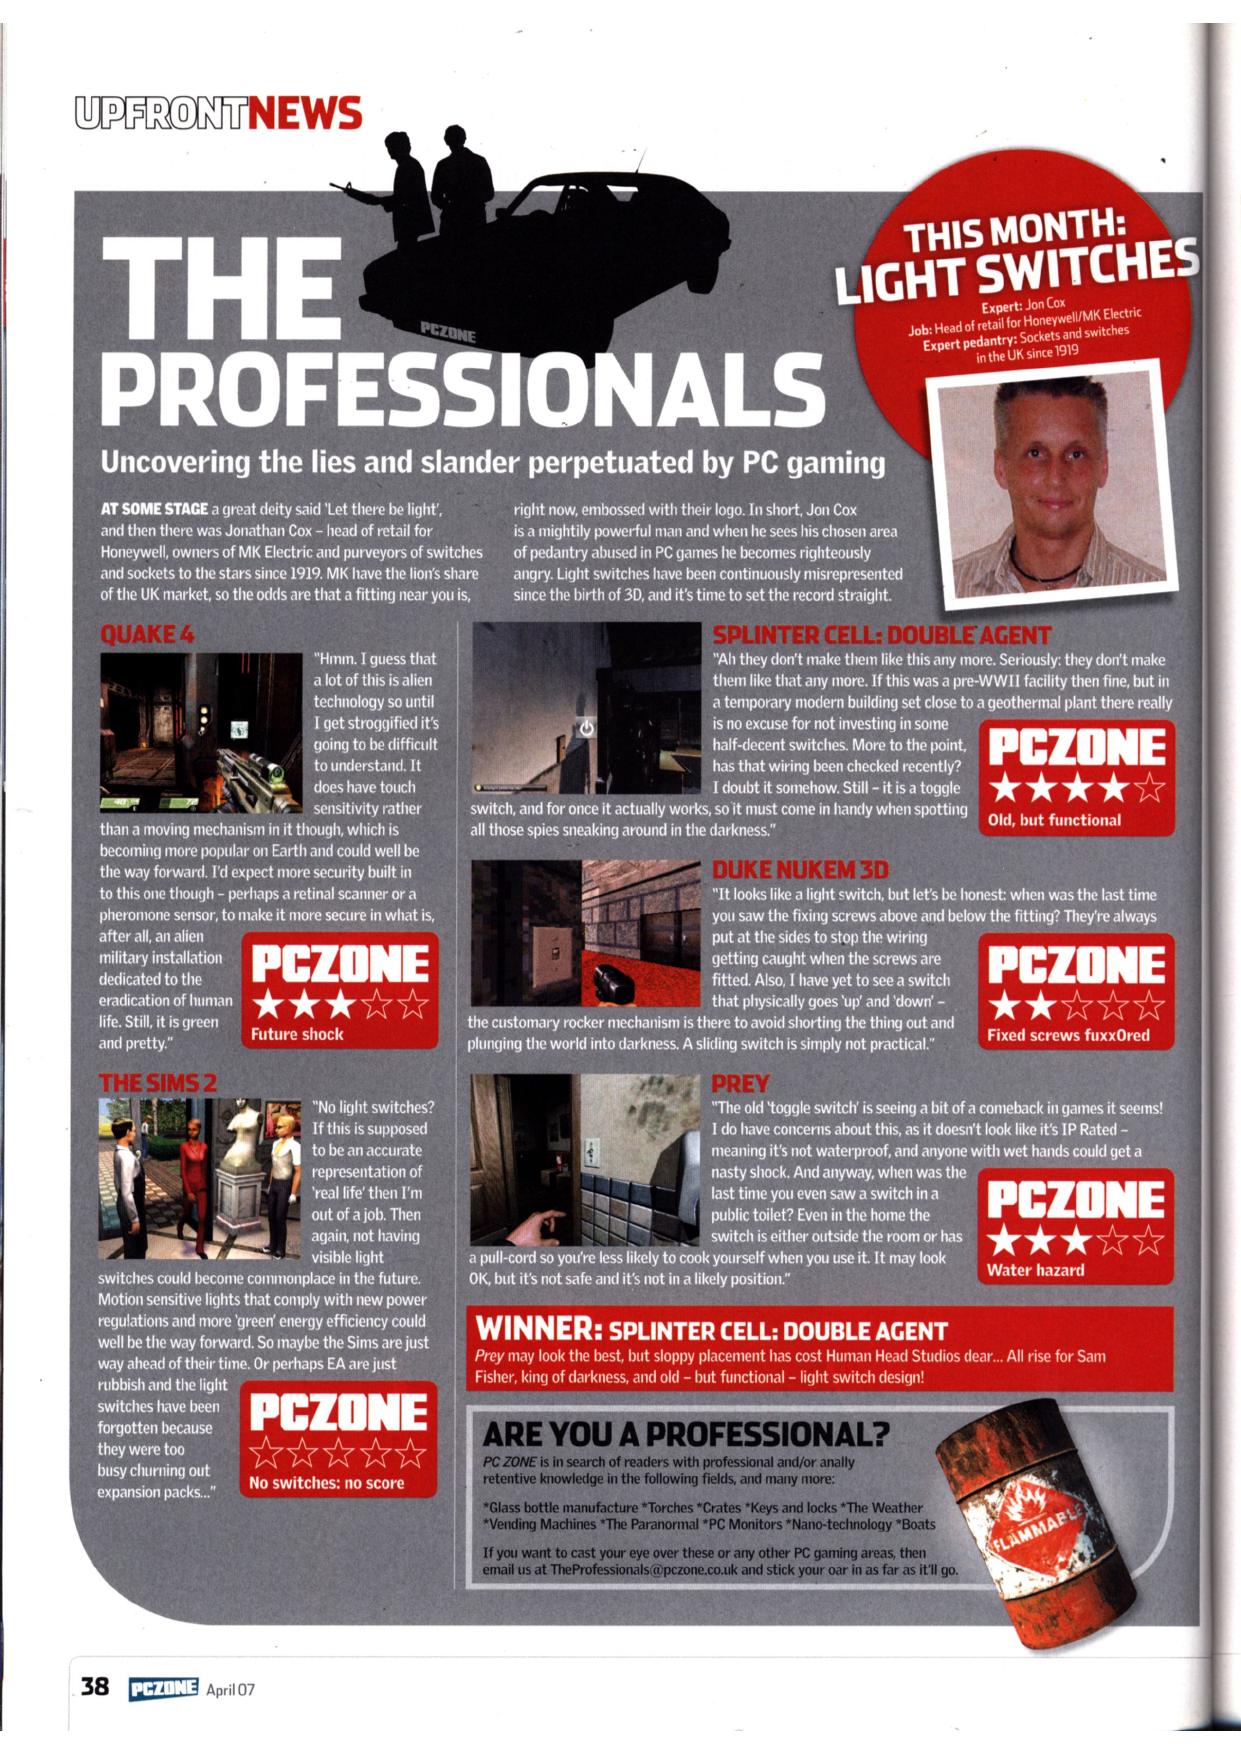 UPFRONTNEWS
PCZONE
THE
PROFESSIONALS
Uncovering the lies and slander perpetuated by PC gaming
THIS MONTH:
LIGHT SWITCHES
Expert: Jon Cox
Job: Head of retail for Honeywell/MK Electric
Expert pedantry: Sockets and switches
in the UK since 1919
AT SOME STAGE a great deity said 'Let there be light',
and then there was Jonathan Cox – head of retail for
Honeywell, owners of MK Electric and purveyors of switches
and sockets to the stars since 1919. MK have the lion's share
of the UK market, so the odds are that a fitting near you is,
right now, embossed with their logo. In short, Jon Cox
is a mightily powerful man and when he sees his chosen area
of pedantry abused in PC games he becomes righteously
angry. Light switches have been continuously misrepresented
since the birth of 3D, and it's time to set the record straight.
QUAKE 4
"Hmm. I guess that
a lot of this is alien
technology so until
I get stroggified it's
going to be difficult
to understand. It
does have touch
sensitivity rather
than a moving mechanism in it though, which is
becoming more popular on Earth and could well be
the way forward. I'd expect more security built in
to this one though – perhaps a retinal scanner or a
pheromone sensor, to make it more secure in what is,
after all, an alien
military installation
dedicated to the
eradication of human
life. Still, it is green
and pretty."
PCZONE
★★★☆☆
Future shock
THE SIMS 2
"No light switches?
If this is supposed
to be an accurate
representation of
'real life' then I'm
out of a job. Then
again, not having
visible light
switches could become commonplace in the future.
Motion sensitive lights that comply with new power
regulations and more 'green' energy efficiency could
well be the way forward. So maybe the Sims are just
way ahead of their time. Or perhaps EA are just
rubbish and the light
switches have been
forgotten because
they were too
busy churning out
expansion packs..."
PCZONE
☆☆☆☆☆
No switches: no score
SPLINTER CELL: DOUBLE AGENT
"Ah they don't make them like this any more. Seriously: they don't make
them like that any more. If this was a pre-WWII facility then fine, but in
a temporary modern building set close to a geothermal plant there really
is no excuse for not investing in some
half-decent switches. More to the point,
has that wiring been checked recently?
I doubt it somehow. Still – it is a toggle
switch, and for once it actually works, so it must come in handy when spotting
all those spies sneaking around in the darkness."
PCZONE
★★★★☆
Old, but functional
DUKE NUKEM 3D
"It looks like a light switch, but let's be honest: when was the last time
you saw the fixing screws above and below the fitting? They're always
put at the sides to stop the wiring
getting caught when the screws are
fitted. Also, I have yet to see a switch
that physically goes 'up' and 'down' –
the customary rocker mechanism is there to avoid shorting the thing out and
plunging the world into darkness. A sliding switch is simply not practical."
PCZONE
★★☆☆☆
Fixed screws fuxx0red
PREY
"The old 'toggle switch' is seeing a bit of a comeback in games it seems!
I do have concerns about this, as it doesn't look like it's IP Rated –
meaning it's not waterproof, and anyone with wet hands could get a
nasty shock. And anyway, when was the
last time you even saw a switch in a
public toilet? Even in the home the
switch is either outside the room or has
a pull-cord so you're less likely to cook yourself when you use it. It may look
OK, but it's not safe and it's not in a likely position."
PCZONE
★★★☆☆
Water hazard
WINNER: SPLINTER CELL: DOUBLE AGENT
Prey may look the best, but sloppy placement has cost Human Head Studios dear... All rise for Sam
Fisher, king of darkness, and old – but functional – light switch design!
ARE YOU A PROFESSIONAL?
PC ZONE is in search of readers with professional and/or anally
retentive knowledge in the following fields, and many more:
*Glass bottle manufacture *Torches *Crates *Keys and locks *The Weather
*Vending Machines *The Paranormal *PC Monitors *Nano-technology *Boats
If you want to cast your eye over these or any other PC gaming areas, then
email us at TheProfessionals@pczone.co.uk and stick your oar in as far as it'll go.
FLAMMABLE
38 PCZONE April 07